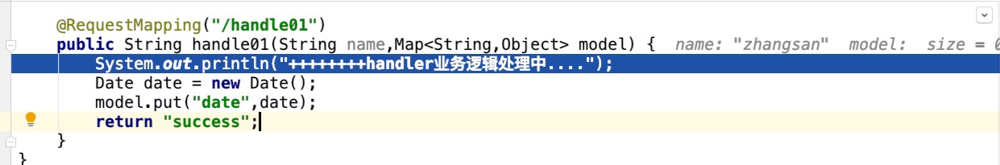 @RequestMapping("/handle01")
public String handle01(String name,Map<String,Object> model) {  name: "zhangsan"  model:  size = 0
System.out.println("++++++++handler业务逻辑处理中....");
Date date = new Date();
model.put("date",date);
return "success";
}
}